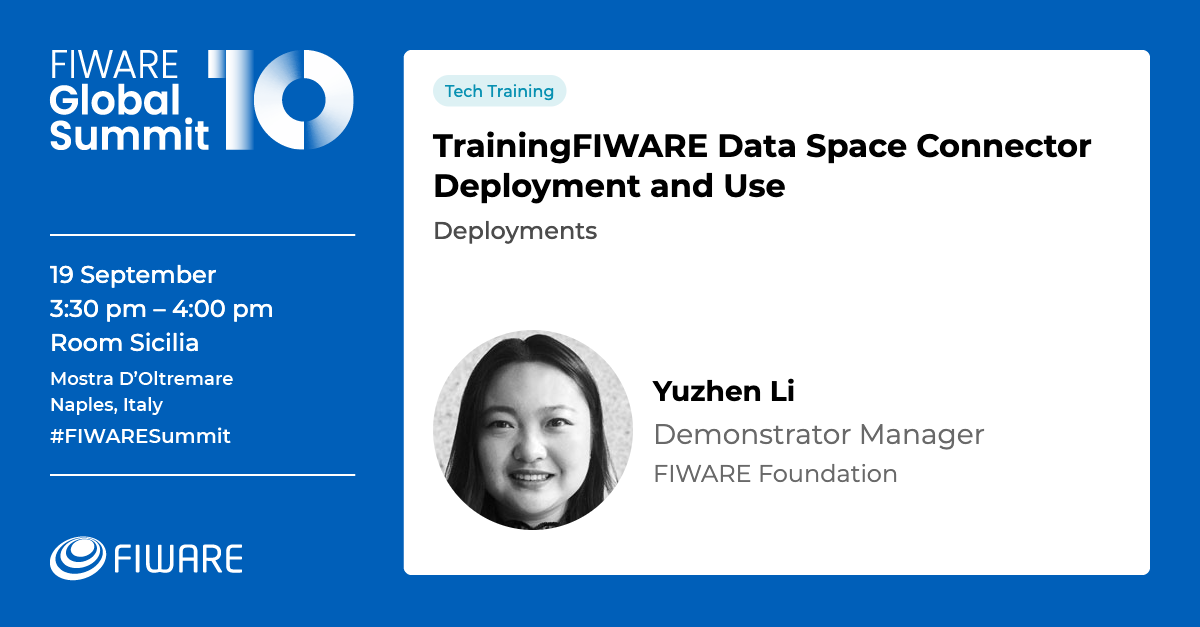 FIWARE
Global
Summit 10
19 September
3:30 pm – 4:00 pm
Room Sicilia
Mostra D’Oltremare
Naples, Italy
#FIWARESummit
FIWARE
Tech Training
TrainingFIWARE Data Space Connector
Deployment and Use
Deployments
Yuzhen Li
Demonstrator Manager
FIWARE Foundation